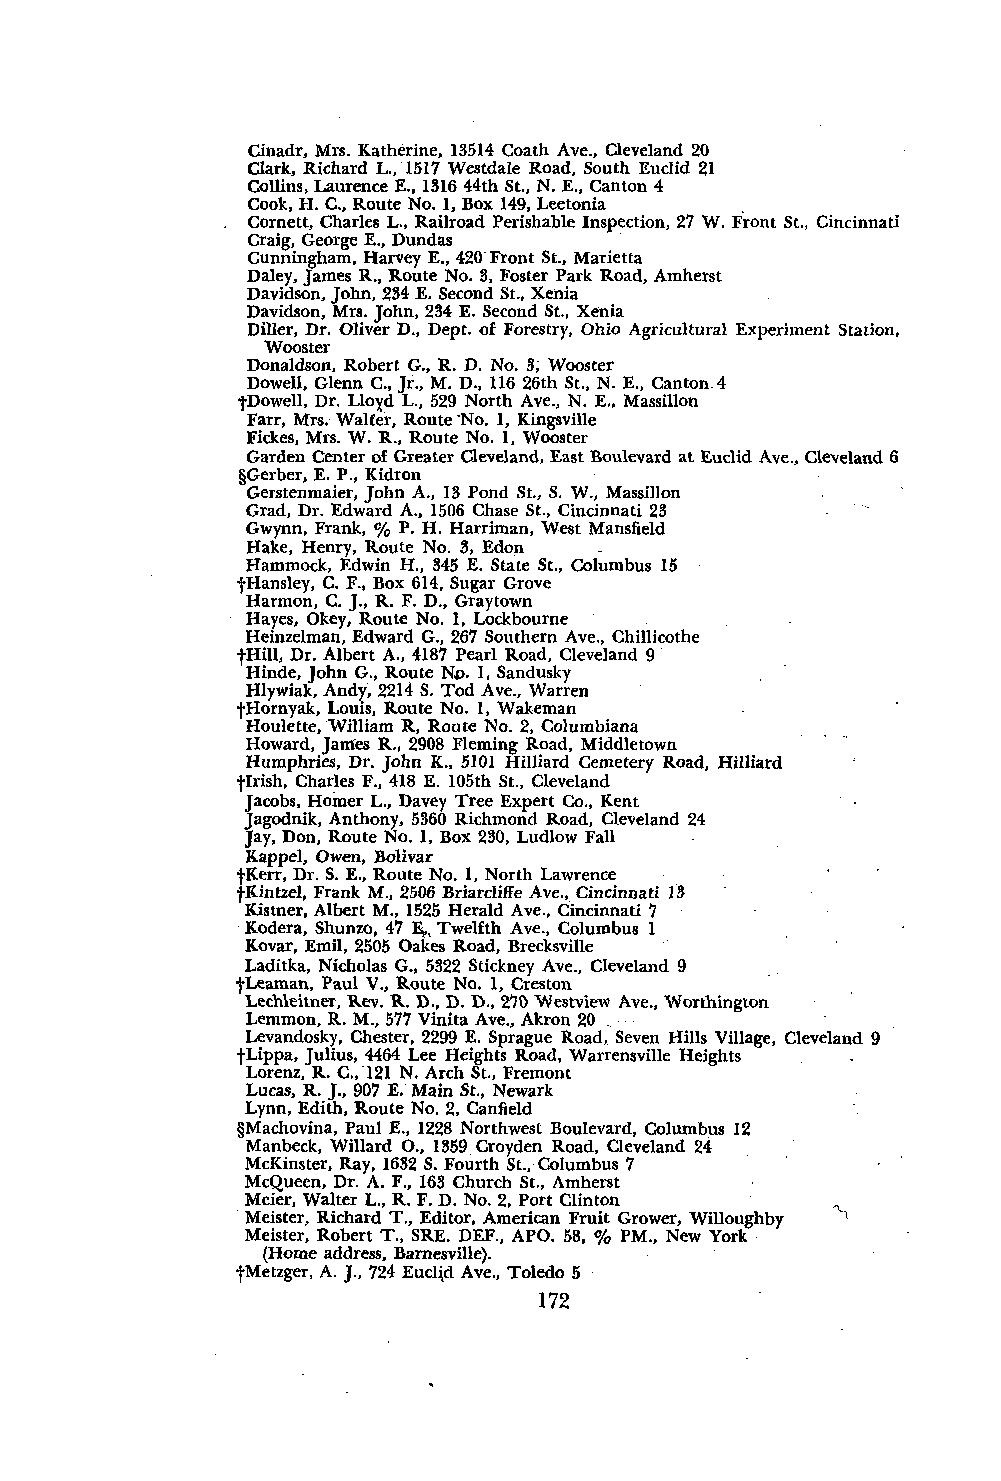 Cinadr, Mrs. Katherine, 13514 Coath Ave., Cleveland 20
Clark, Richard L., 1517 Westdale Road, South Euclid 21
Collins, Laurence E., 1316 44th St., N. E., Canton 4
Cook, H. C., Route No. 1, Box 149, Leetonia
Cornett, Charles L., Railroad Perishable Inspection, 27 W. Front St., Cincinnati
Craig, George E., Dundas
Cunningham, Harvey E., 420 Front St., Marietta
Daley, James R., Route No. 3, Foster Park Road, Amherst
Davidson, John, 234 E. Second St., Xenia
Davidson, Mrs. John, 234 E. Second St., Xenia
Diller, Dr. Oliver D., Dept. of Forestry, Ohio Agricultural Experiment Station,
Wooster
Donaldson, Robert G., R. D. No. 3, Wooster
Dowell, Glenn C., Jr., M. D., 116 26th St., N. E., Canton 4
†Dowell, Dr. Lloyd L., 529 North Ave., N. E., Massillon
Farr, Mrs. Walter, Route No. 1, Kingsville
Fickes, Mrs. W. R., Route No. 1, Wooster
Garden Center of Greater Cleveland, East Boulevard at Euclid Ave., Cleveland 6
§Gerber, E. P., Kidron
Gerstenmaier, John A., 13 Pond St., S. W., Massillon
Grad, Dr. Edward A., 1506 Chase St., Cincinnati 23
Gwynn, Frank, % P. H. Harriman, West Mansfield
Hake, Henry, Route No. 3, Edon
Hammock, Edwin H., 345 E. State St., Columbus 15
†Hansley, C. F., Box 614, Sugar Grove
Harmon, C. J., R. F. D., Graytown
Hayes, Okey, Route No. 1, Lockbourne
Heinzelman, Edward G., 267 Southern Ave., Chillicothe
†Hill, Dr. Albert A., 4187 Pearl Road, Cleveland 9
Hinde, John G., Route No. 1, Sandusky
Hlywiak, Andy, 2214 S. Tod Ave., Warren
†Hornyak, Louis, Route No. 1, Wakeman
Houlette, William R, Route No. 2, Columbiana
Howard, James R., 2908 Fleming Road, Middletown
Humphries, Dr. John K., 5101 Hilliard Cemetery Road, Hilliard
†Irish, Charles F., 418 E. 105th St., Cleveland
Jacobs, Homer L., Davey Tree Expert Co., Kent
Jagodnik, Anthony, 5360 Richmond Road, Cleveland 24
Jay, Don, Route No. 1, Box 230, Ludlow Fall
Kappel, Owen, Bolivar
†Kerr, Dr. S. E., Route No. 1, North Lawrence
†Kintzel, Frank M., 2506 Briarcliffe Ave., Cincinnati 13
Kistner, Albert M., 1525 Herald Ave., Cincinnati 7
Kodera, Shunzo, 47 E. Twelfth Ave., Columbus 1
Kovar, Emil, 2505 Oakes Road, Brecksville
Laditka, Nicholas G., 5322 Stickney Ave., Cleveland 9
†Leaman, Paul V., Route No. 1, Creston
Lechleitner, Rev. R. D., D. D., 270 Westview Ave., Worthington
Lemmon, R. M., 577 Vinita Ave., Akron 20
Levandosky, Chester, 2299 E. Sprague Road, Seven Hills Village, Cleveland 9
†Lippa, Julius, 4464 Lee Heights Road, Warrensville Heights
Lorenz, R. C., 121 N. Arch St., Fremont
Lucas, R. J., 907 E. Main St., Newark
Lynn, Edith, Route No. 2, Canfield
§Machovina, Paul E., 1228 Northwest Boulevard, Columbus 12
Manbeck, Willard O., 1359 Croyden Road, Cleveland 24
McKinster, Ray, 1632 S. Fourth St., Columbus 7
McQueen, Dr. A. F., 163 Church St., Amherst
Meier, Walter L., R. F. D. No. 2, Port Clinton
Meister, Richard T., Editor, American Fruit Grower, Willoughby
Meister, Robert T., SRE. DEF., APO. 58, % PM., New York
(Home address, Barnesville).
†Metzger, A. J., 724 Euclid Ave., Toledo 5
172